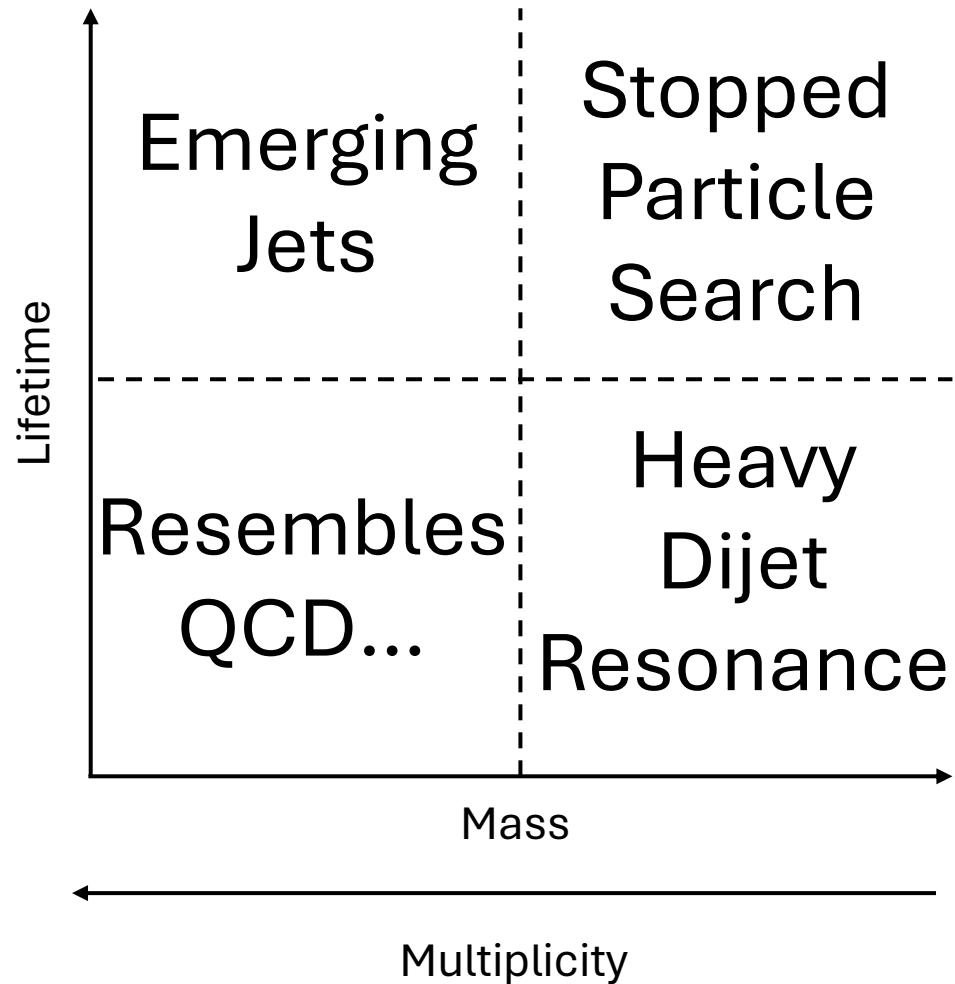 Emerging
Jets
Stopped
Particle
Search
Lifetime
Resembles
QCD...
Heavy
Dijet
Resonance
Mass
Multiplicity